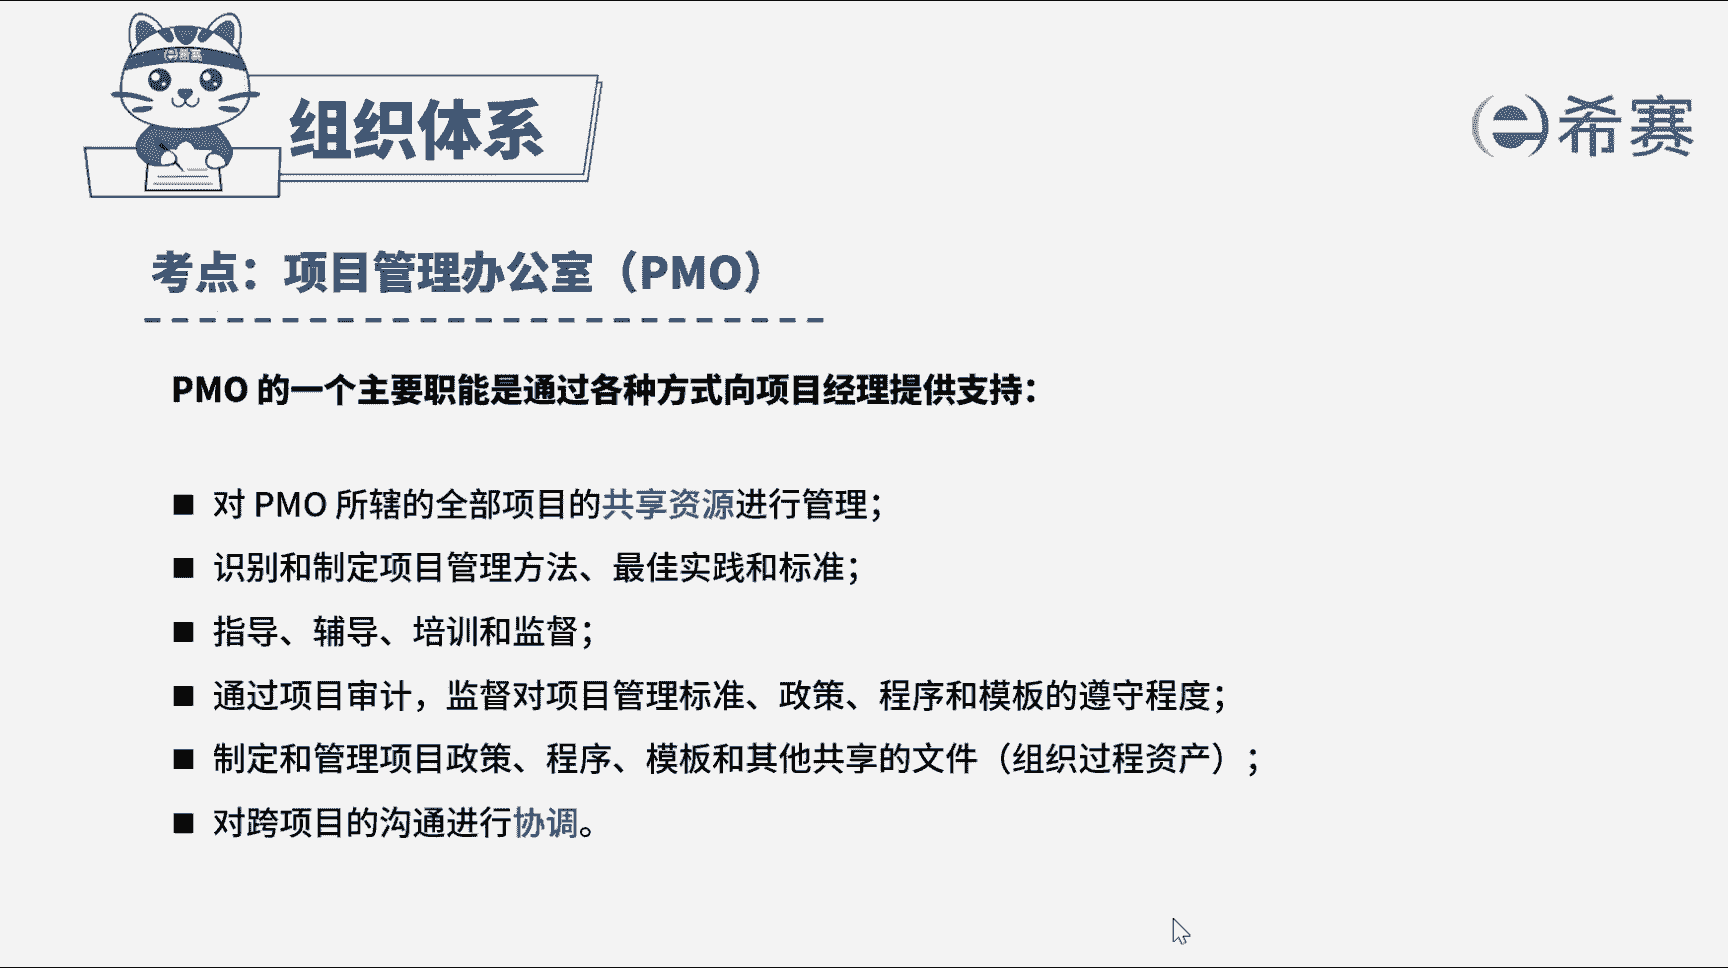 希赛
组织体系
希赛
考点：项目管理办公室（PMO）
PMO 的一个主要职能是通过各种方式向项目经理提供支持：
■ 对 PMO 所辖的全部项目的共享资源进行管理；
■ 识别和制定项目管理方法、最佳实践和标准；
■ 指导、辅导、培训和监督；
■ 通过项目审计，监督对项目管理标准、政策、程序和模板的遵守程度；
■ 制定和管理项目政策、程序、模板和其他共享的文件（组织过程资产）；
■ 对跨项目的沟通进行协调。